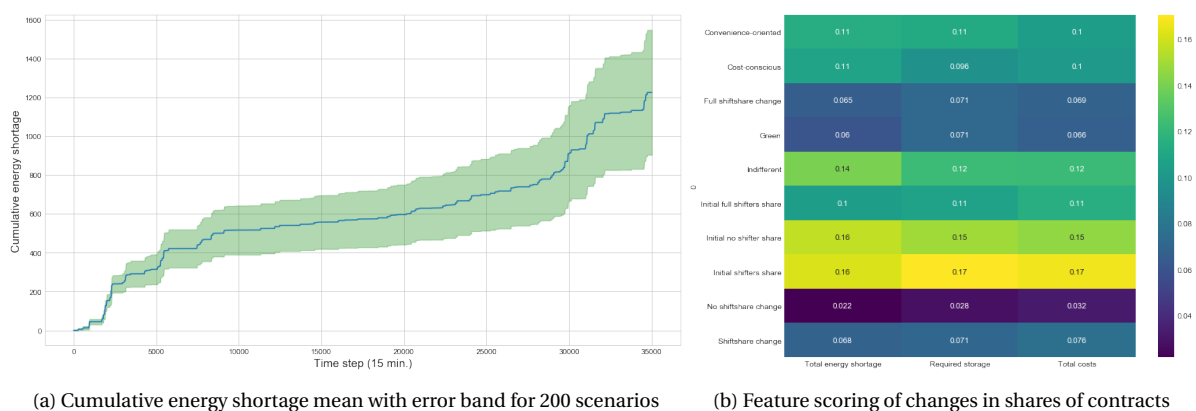 1600
1400
1200
1000
800
600
400
200
0
Cumulative energy shortage
0 5000 10000 15000 20000 25000 30000 35000
Time step (15 min.)
(a) Cumulative energy shortage mean with error band for 200 scenarios
Convenience-oriented 0.11 0.11 0.1
Cost-conscious 0.11 0.096 0.1
Full shiftshare change 0.065 0.071 0.069
Green 0.06 0.071 0.066
Indifferent 0.14 0.12 0.12
Initial full shifters share 0.1 0.11 0.11
Initial no shifter share 0.16 0.15 0.15
Initial shifters share 0.16 0.17 0.17
No shiftshare change 0.022 0.028 0.032
Shiftshare change 0.068 0.071 0.076
Total energy shortage Required storage Total costs
0.16
0.14
0.12
0.10
0.08
0.06
0.04
(b) Feature scoring of changes in shares of contracts